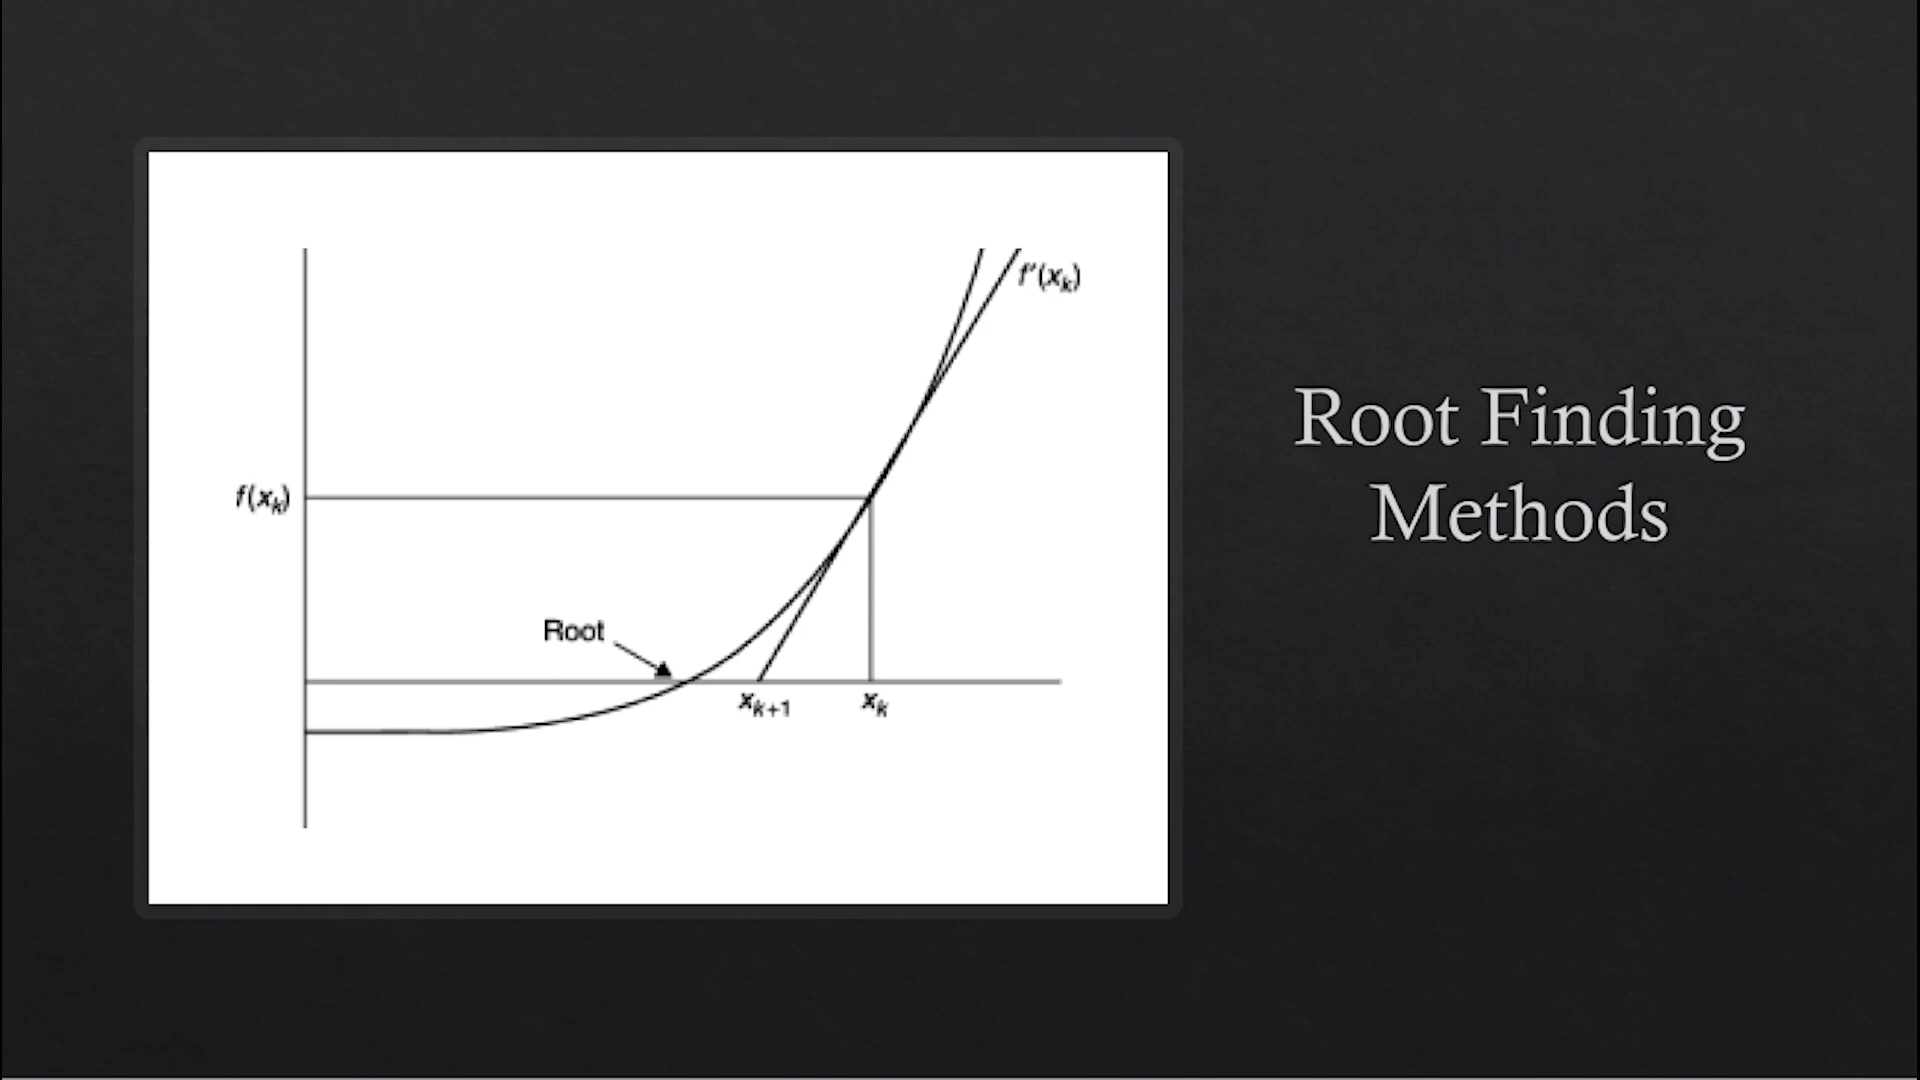 f′(xₖ)
f(xₖ)
Root
xₖ₊₁
xₖ
Root Finding
Methods